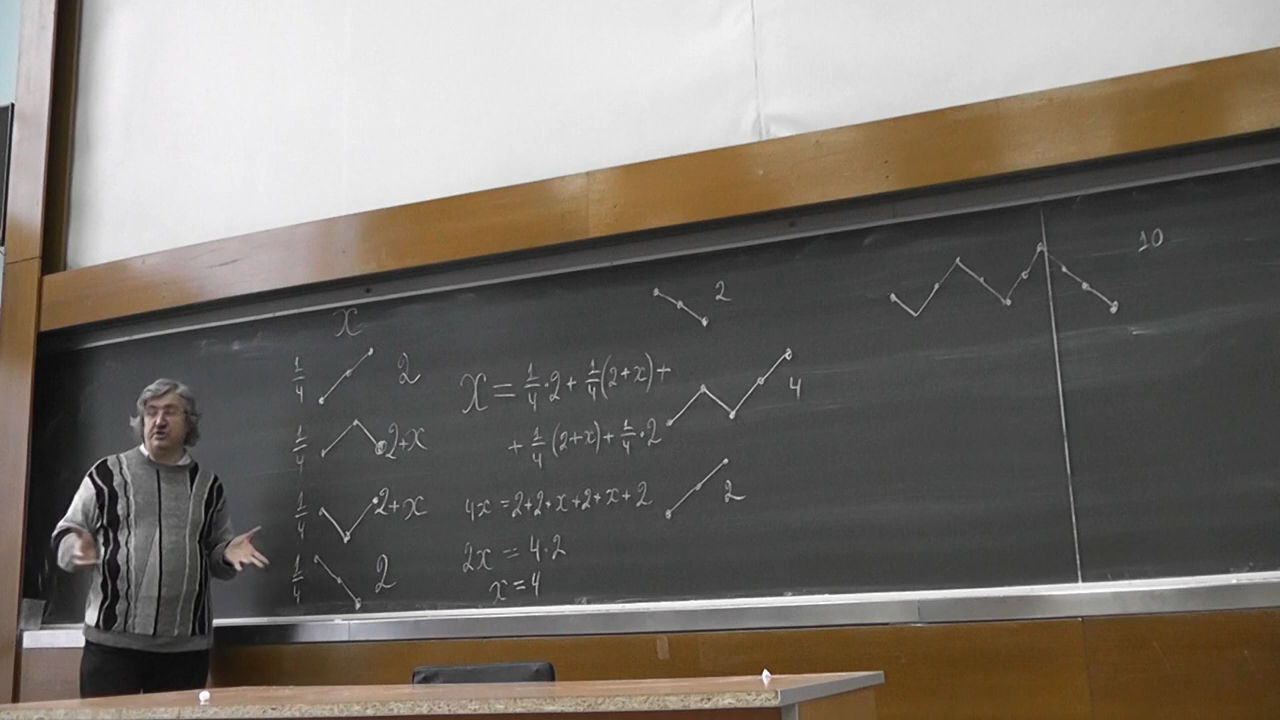 x
1/4 2
1/4 2+x
1/4 2+x
1/4 2
x = 1/4·2 + 1/4(2+x) +
+ 1/4(2+x) + 1/4·2
4x = 2+2+x+2+x+2
2x = 4·2
x = 4
2
4
2
10